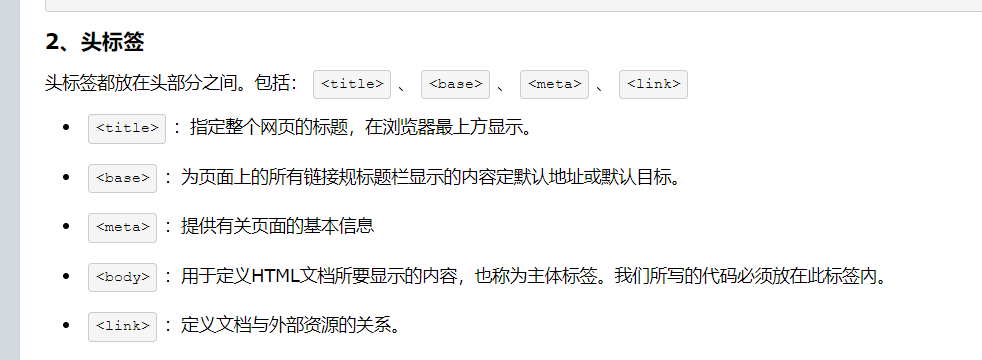 2、头标签
头标签都放在头部分之间。包括： <title> 、 <base> 、 <meta> 、 <link>
• <title> ：指定整个网页的标题，在浏览器最上方显示。
• <base> ：为页面上的所有链接规标题栏显示的内容定默认地址或默认目标。
• <meta> ：提供有关页面的基本信息
• <body> ：用于定义HTML文档所要显示的内容，也称为主体标签。我们所写的代码必须放在此标签内。
• <link> ：定义文档与外部资源的关系。